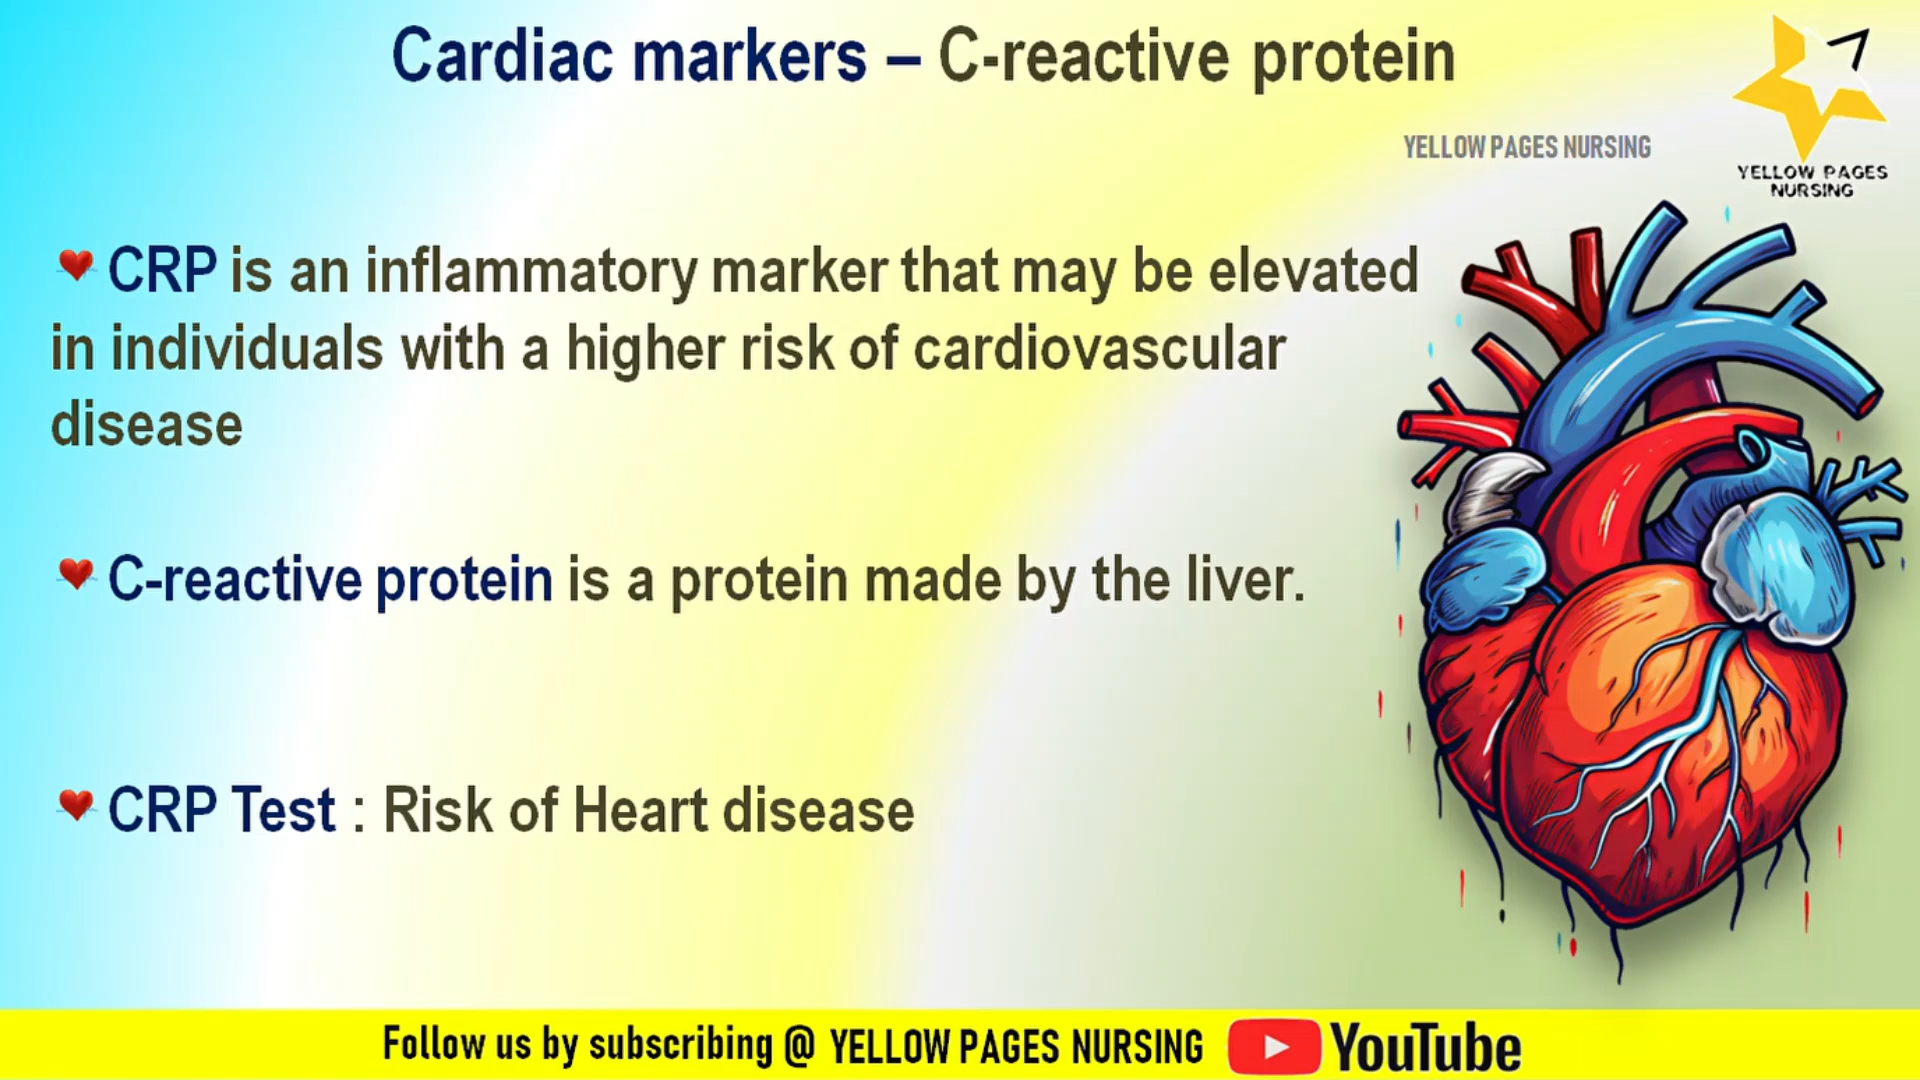 Cardiac markers – C-reactive protein
YELLOW PAGES NURSING
YELLOW PAGES
NURSING
CRP is an inflammatory marker that may be elevated
in individuals with a higher risk of cardiovascular
disease
C-reactive protein is a protein made by the liver.
CRP Test : Risk of Heart disease
Follow us by subscribing @ YELLOW PAGES NURSING YouTube